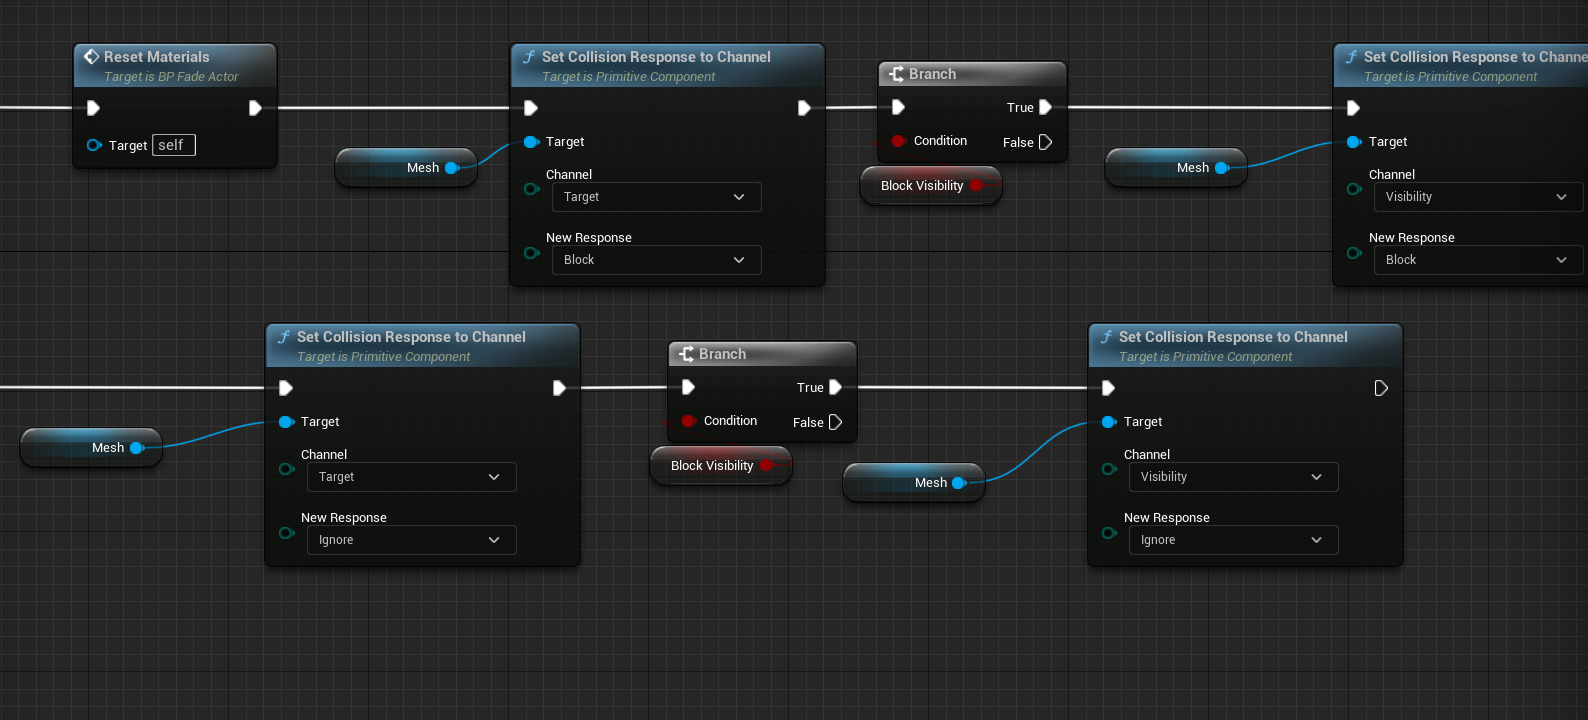 Reset Materials
Target is BP Fade Actor
Target self
Mesh
Set Collision Response to Channel
Target is Primitive Component
Target
Channel
Target
New Response
Block
Branch
True
Condition
False
Block Visibility
Mesh
Set Collision Response to Channe
Target is Primitive Component
Target
Channel
Visibility
New Response
Block
Mesh
Set Collision Response to Channel
Target is Primitive Component
Target
Channel
Target
New Response
Ignore
Branch
True
Condition
False
Block Visibility
Mesh
Set Collision Response to Channel
Target is Primitive Component
Target
Channel
Visibility
New Response
Ignore